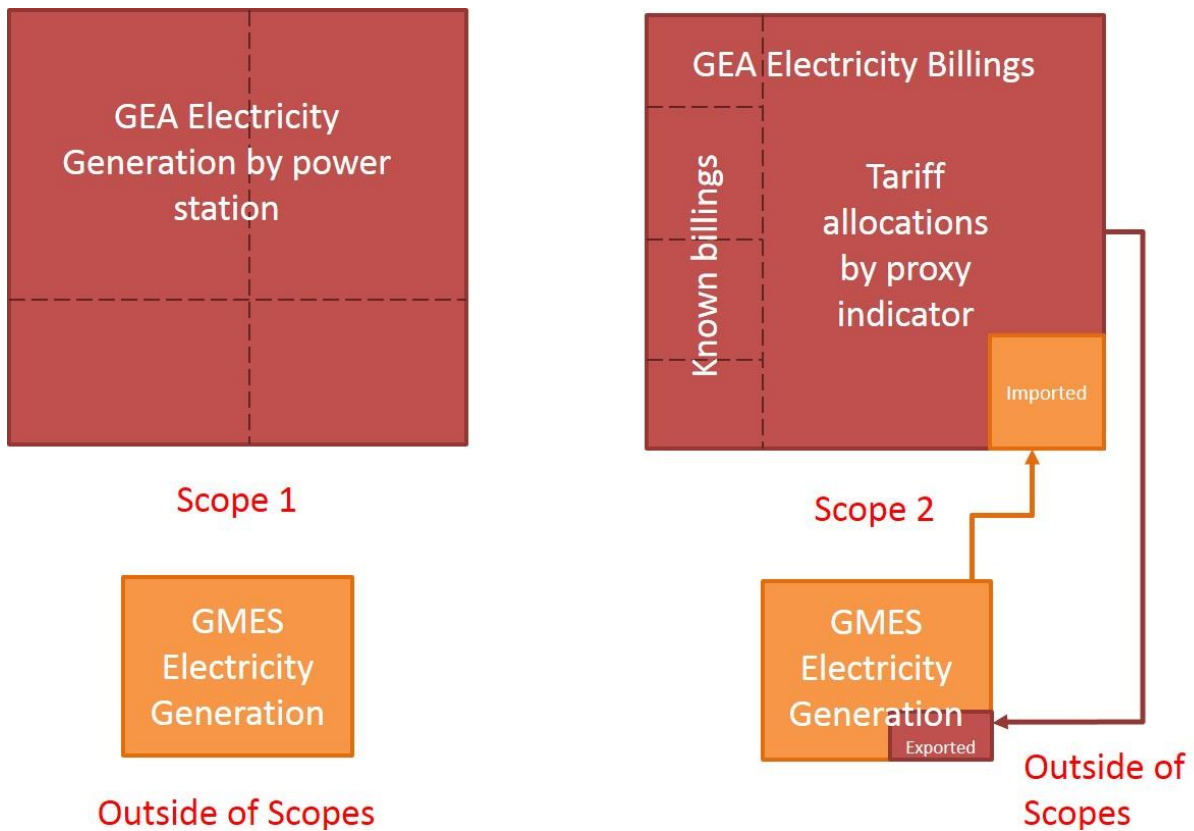 GEA Electricity
Generation by power
station
Scope 1
GMES
Electricity
Generation
Outside of Scopes
GEA Electricity Billings
Known billings
Tariff
allocations
by proxy
indicator
Imported
Scope 2
GMES
Electricity
Generation
Exported
Outside of
Scopes